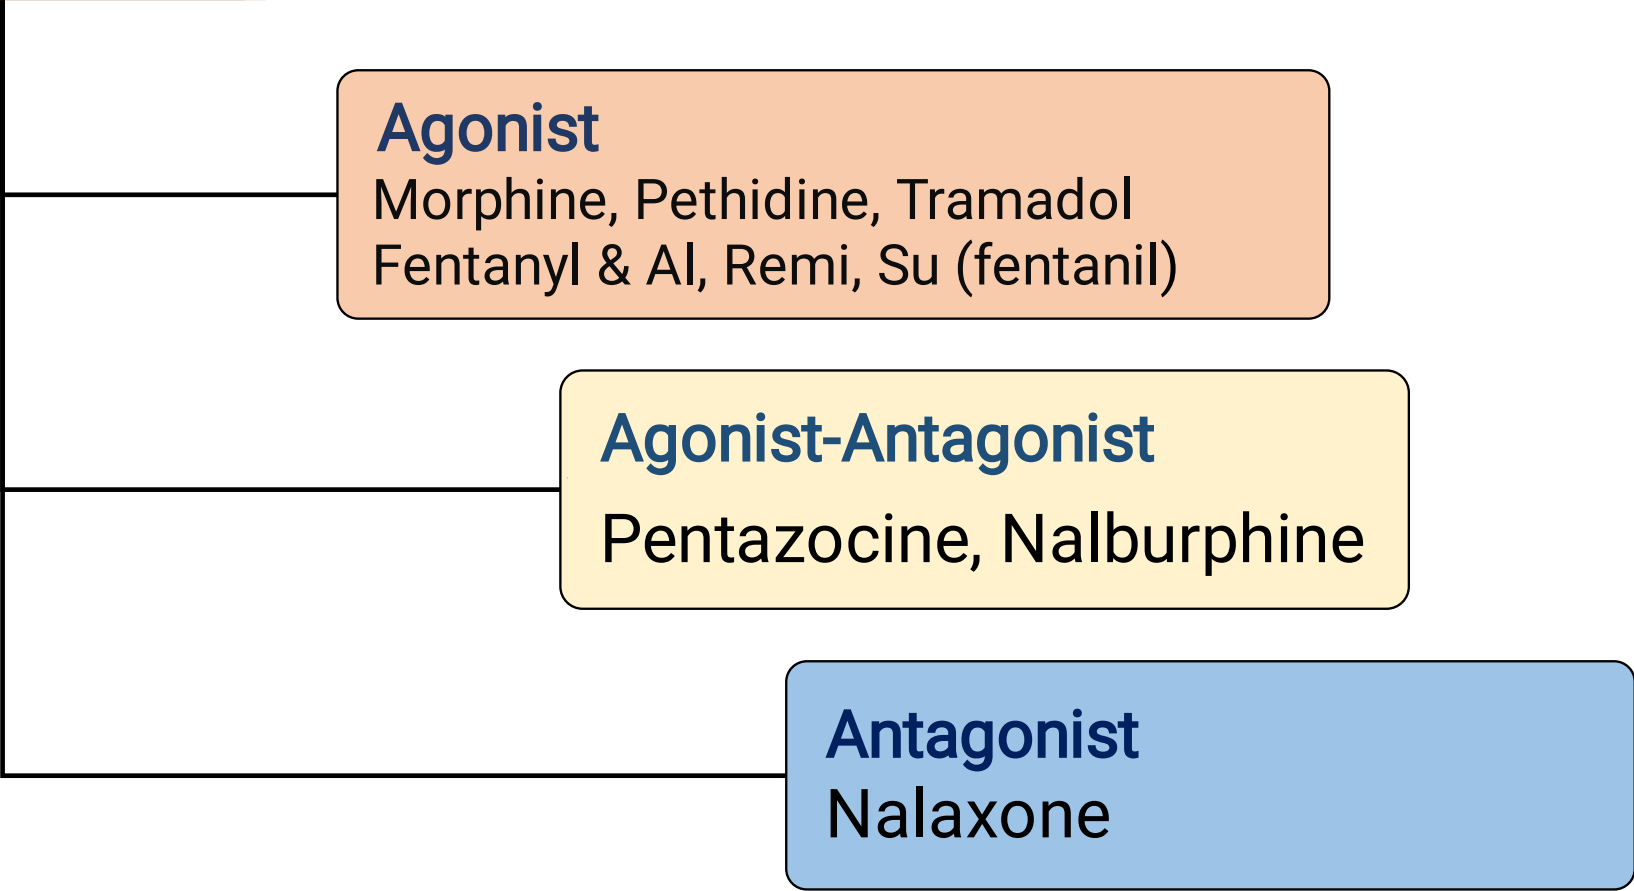 Agonist
Morphine, Pethidine, Tramadol
Fentanyl & Al, Remi, Su (fentanil)
Agonist-Antagonist
Pentazocine, Nalburphine
Antagonist
Nalaxone